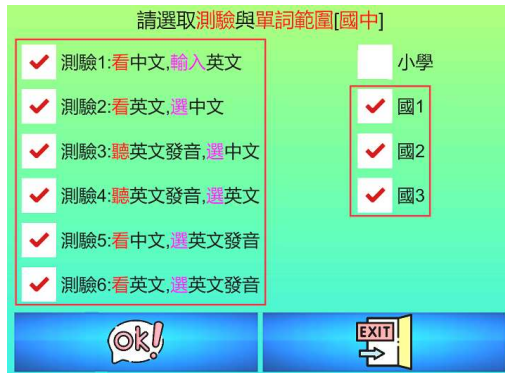 請選取測驗與單詞範圍[國中]
測驗1:看中文,輸入英文
小學
測驗2:看英文,選中文
國1
測驗3:聽英文發音,選中文
國2
測驗4:聽英文發音,選英文
國3
測驗5:看中文,選英文發音
測驗6:看英文,選英文發音
ok!
EXIT